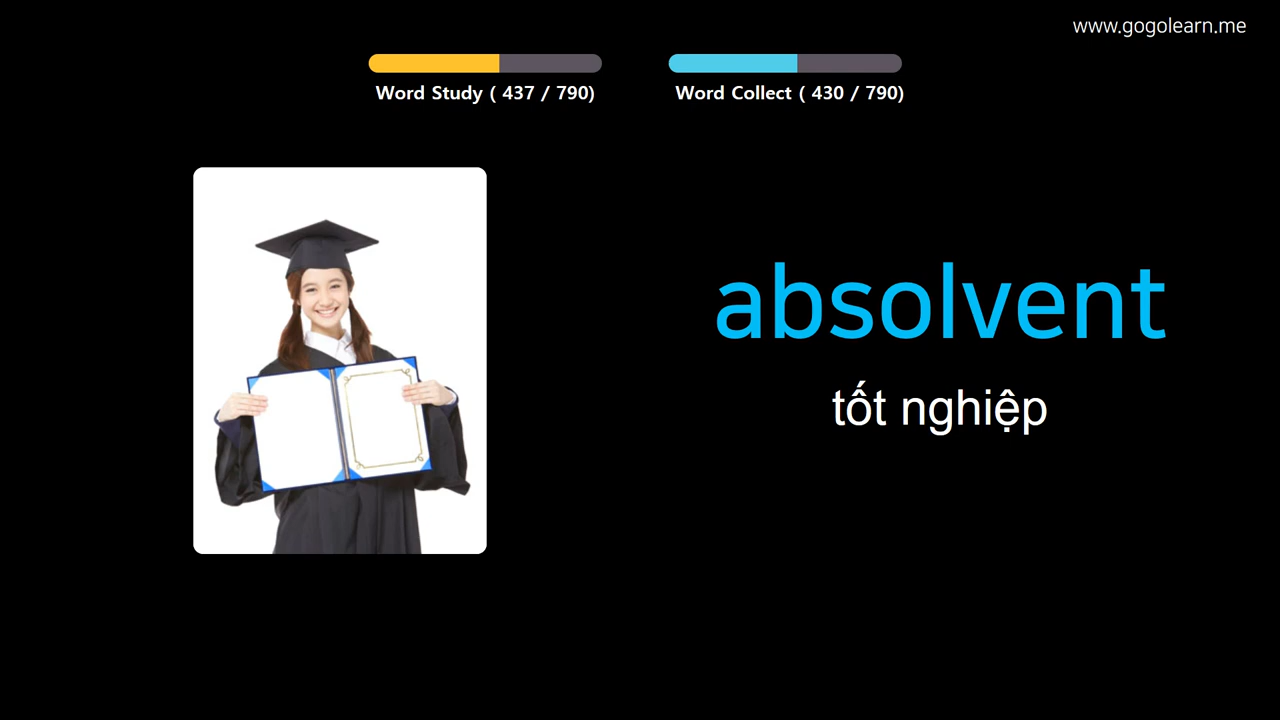 www.gogolearn.me
Word Study ( 437 / 790)
Word Collect ( 430 / 790)
absolvent
tốt nghiệp